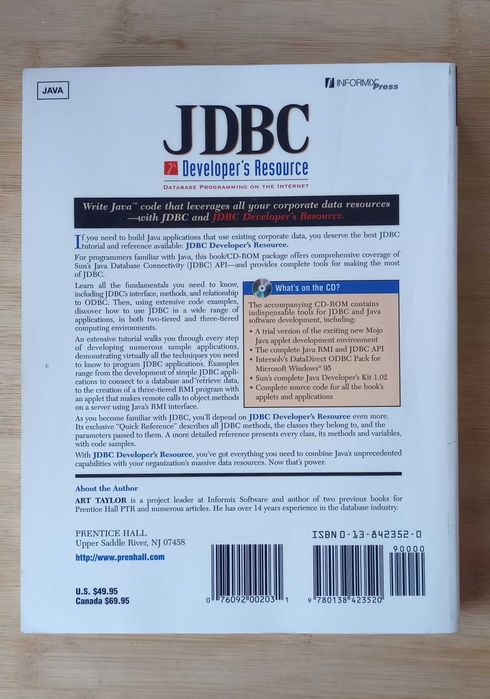 JAVA
INFORMIX Press
JDBC
Developer's Resource
DATABASE PROGRAMMING ON THE INTERNET
Write Java™ code that leverages all your corporate data resources
—with JDBC and JDBC Developer's Resource.
If you need to build Java applications that use existing corporate data, you deserve the best JDBC
tutorial and reference available: JDBC Developer's Resource.
For programmers familiar with Java, this book/CD-ROM package offers comprehensive coverage of
Sun's Java Database Connectivity (JDBC) API—and provides complete tools for making the most
of JDBC.
Learn all the fundamentals you need to know,
including JDBC's interface, methods, and relationship
to ODBC. Then, using extensive code examples,
discover how to use JDBC in a wide range of
applications, in both two-tiered and three-tiered
computing environments.
An extensive tutorial walks you through every step
of developing numerous sample applications,
demonstrating virtually all the techniques you need
to know to program JDBC applications. Examples
range from the development of simple JDBC appli-
cations to connect to a database and retrieve data,
to the creation of a three-tiered RMI program with
an applet that makes remote calls to object methods
on a server using Java's RMI interface.
What's on the CD?
The accompanying CD-ROM contains
indispensable tools for JDBC and Java
software development, including:
• A trial version of the exciting new Mojo
Java applet development environment
• The complete Java RMI and JDBC API
• Intersolv's DataDirect ODBC Pack for
Microsoft Windows® 95
• Sun's complete Java Developer's Kit 1.02
• Complete source code for all the book's
applets and applications
As you become familiar with JDBC, you'll depend on JDBC Developer's Resource even more.
Its exclusive "Quick Reference" describes all JDBC methods, the classes they belong to, and the
parameters passed to them. A more detailed reference presents every class, its methods and variables,
with code samples.
With JDBC Developer's Resource, you've got everything you need to combine Java's unprecedented
capabilities with your organization's massive data resources. Now that's power.
About the Author
ART TAYLOR is a project leader at Informix Software and author of two previous books for
Prentice Hall PTR and numerous articles. He has over 14 years experience in the database industry.
PRENTICE HALL
Upper Saddle River, NJ 07458
http://www.prenhall.com
U.S. $49.95
Canada $69.95
ISBN 0-13-842352-0
90000
0 76092 00203 1
9 780138 423520